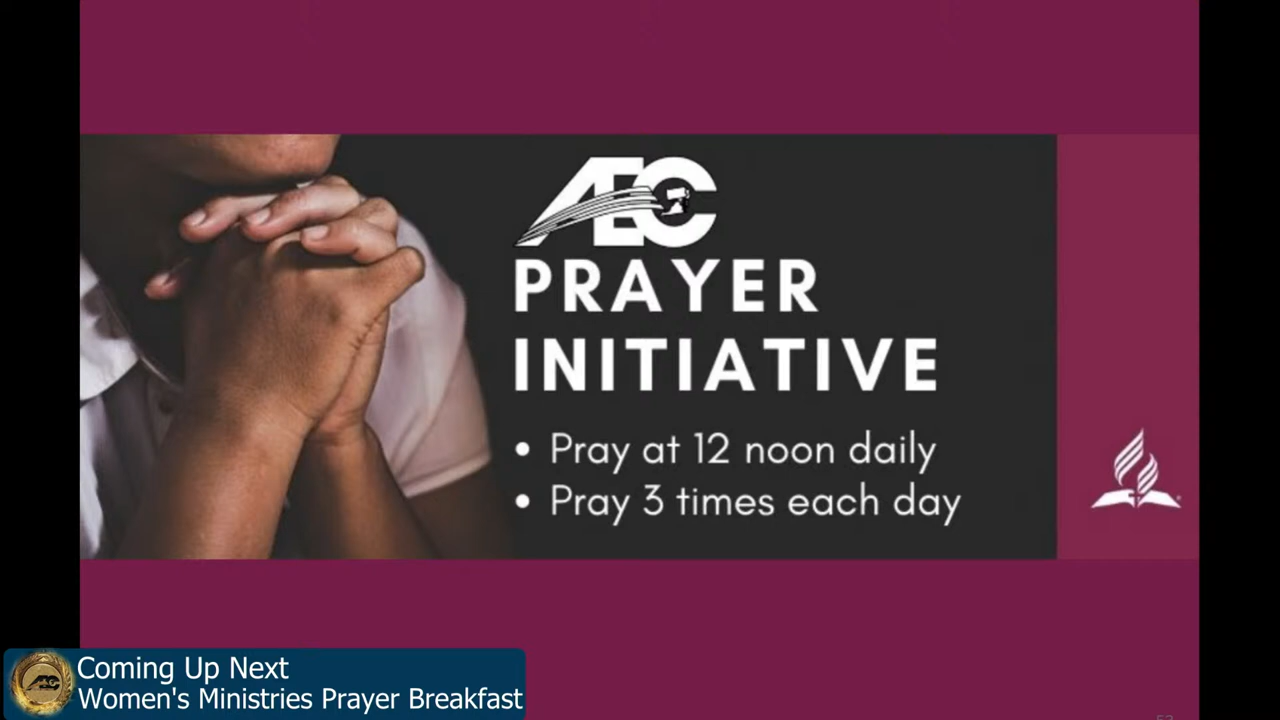 AEC
PRAYER
INITIATIVE
• Pray at 12 noon daily
• Pray 3 times each day
Coming Up Next
Women's Ministries Prayer Breakfast